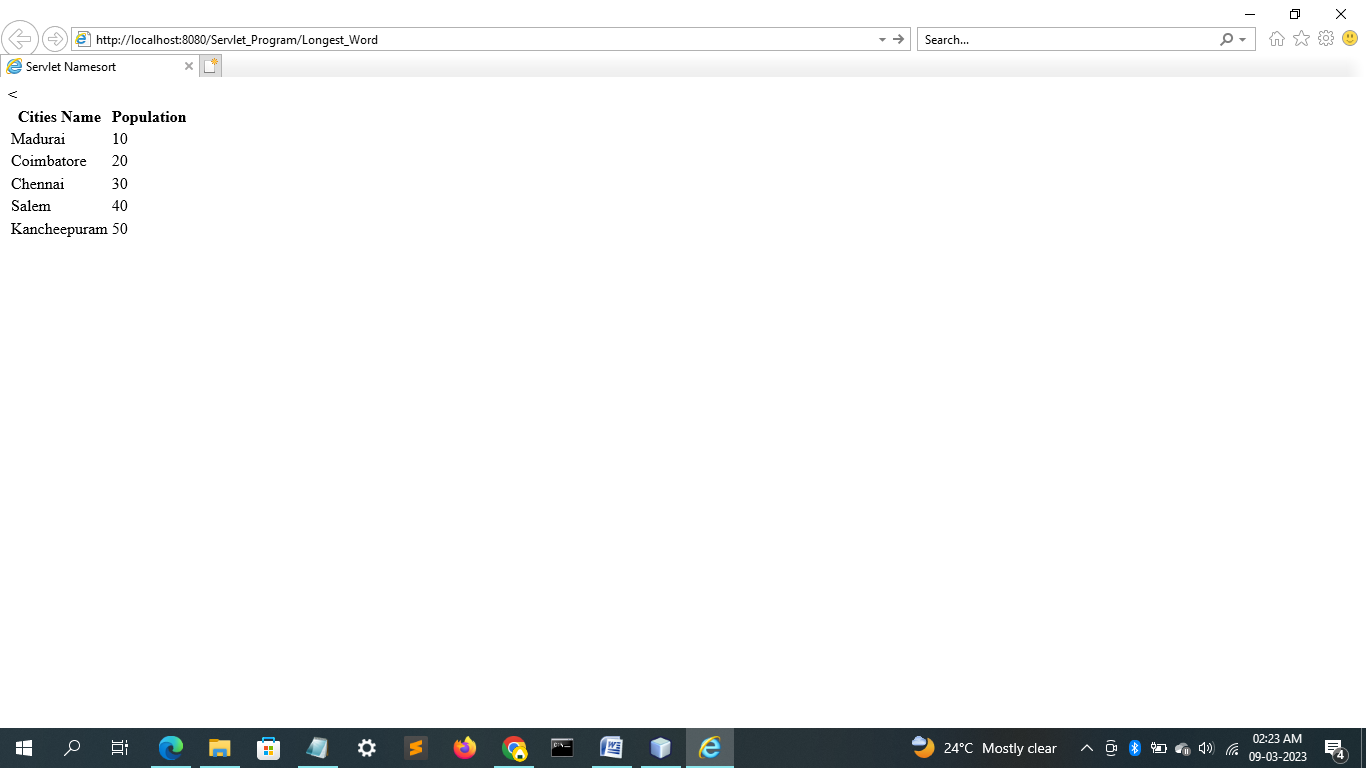 http://localhost:8080/Servlet_Program/Longest_Word
Search...
Servlet Namesort
<
Cities Name Population
Madurai 10
Coimbatore 20
Chennai 30
Salem 40
Kancheepuram 50
24°C Mostly clear
02:23 AM
09-03-2023
4